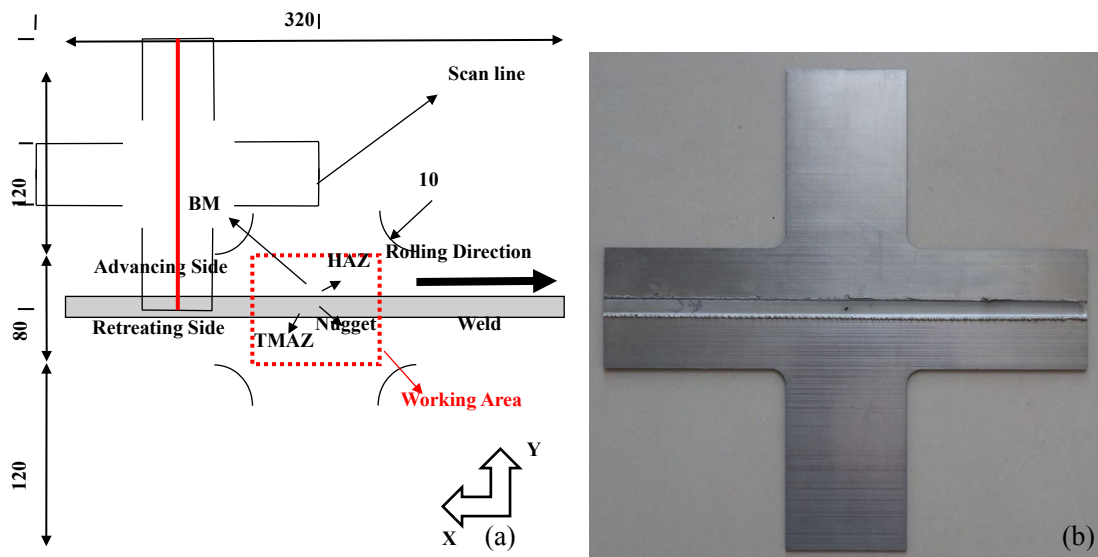 320
Scan line
120
BM
10
Advancing Side
HAZ
Rolling Direction
80
Retreating Side
Nugget
Weld
TMAZ
Working Area
120
Y
X
(a)
(b)